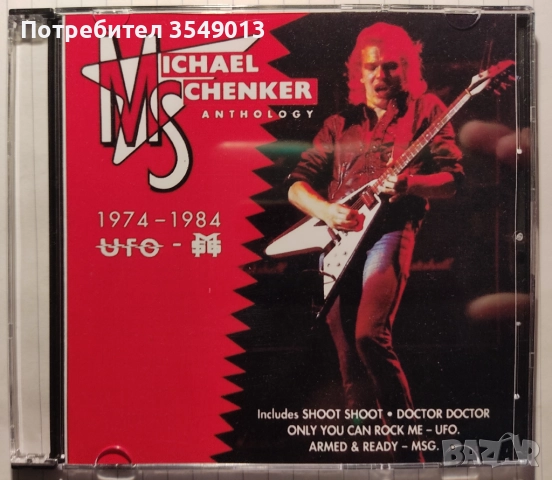 Потребител 3549013
MICHAEL
SCHENKER
ANTHOLOGY
1974-1984
UFO - MSG
Includes SHOOT SHOOT • DOCTOR DOCTOR
ONLY YOU CAN ROCK ME – UFO.
ARMED & READY – MSG.
BAZAR